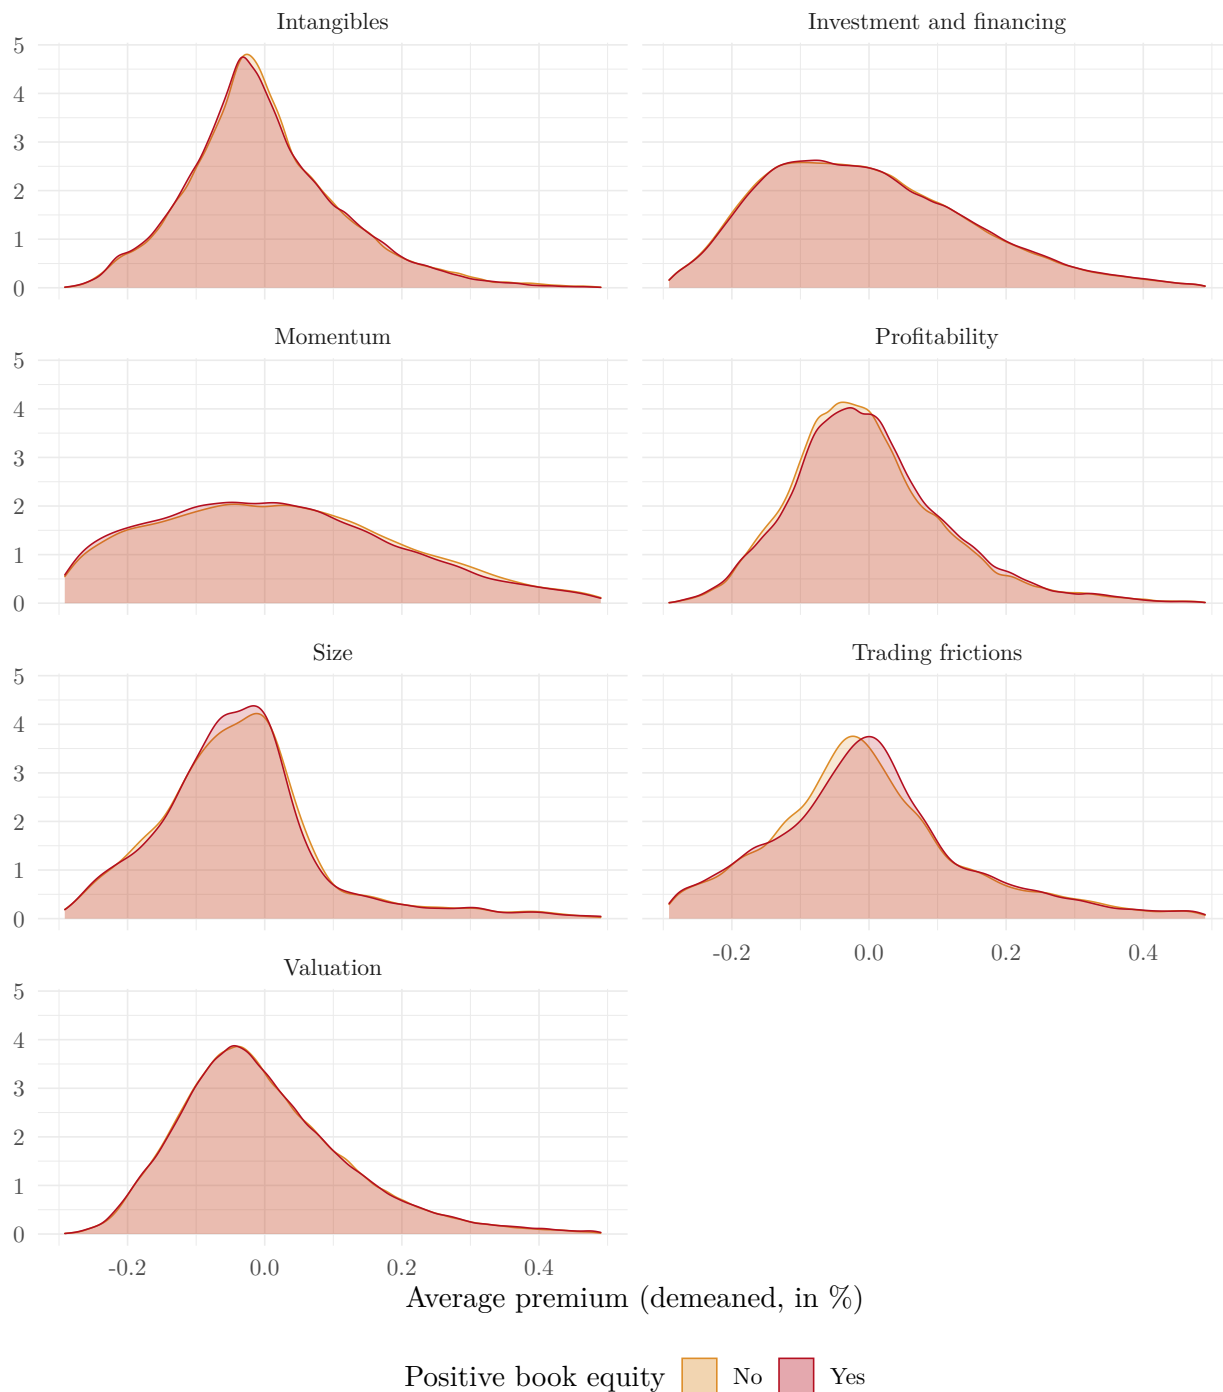 Intangibles
Investment and financing
5
4
3
2
1
0
Momentum
Profitability
5
4
3
2
1
0
Size
Trading frictions
5
4
3
2
1
0
-0.2 0.0 0.2 0.4
Valuation
5
4
3
2
1
0
-0.2 0.0 0.2 0.4
Average premium (demeaned, in %)
Positive book equity No Yes